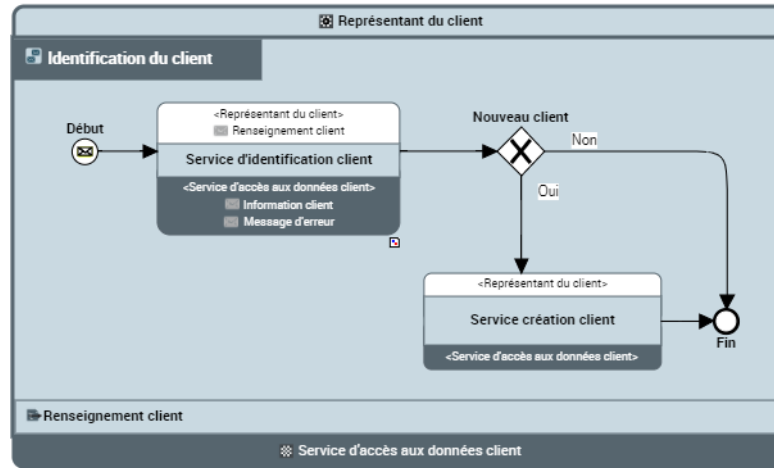 Représentant du client
Identification du client
<Représentant du client>
Renseignement client
Nouveau client
Début
Non
Service d'identification client
<Service d'accès aux données client>
Oui
Information client
Message d'erreur
<Représentant du client>
Service création client
Fin
<Service d'accès aux données client>
Renseignement client
Service d'accès aux données client